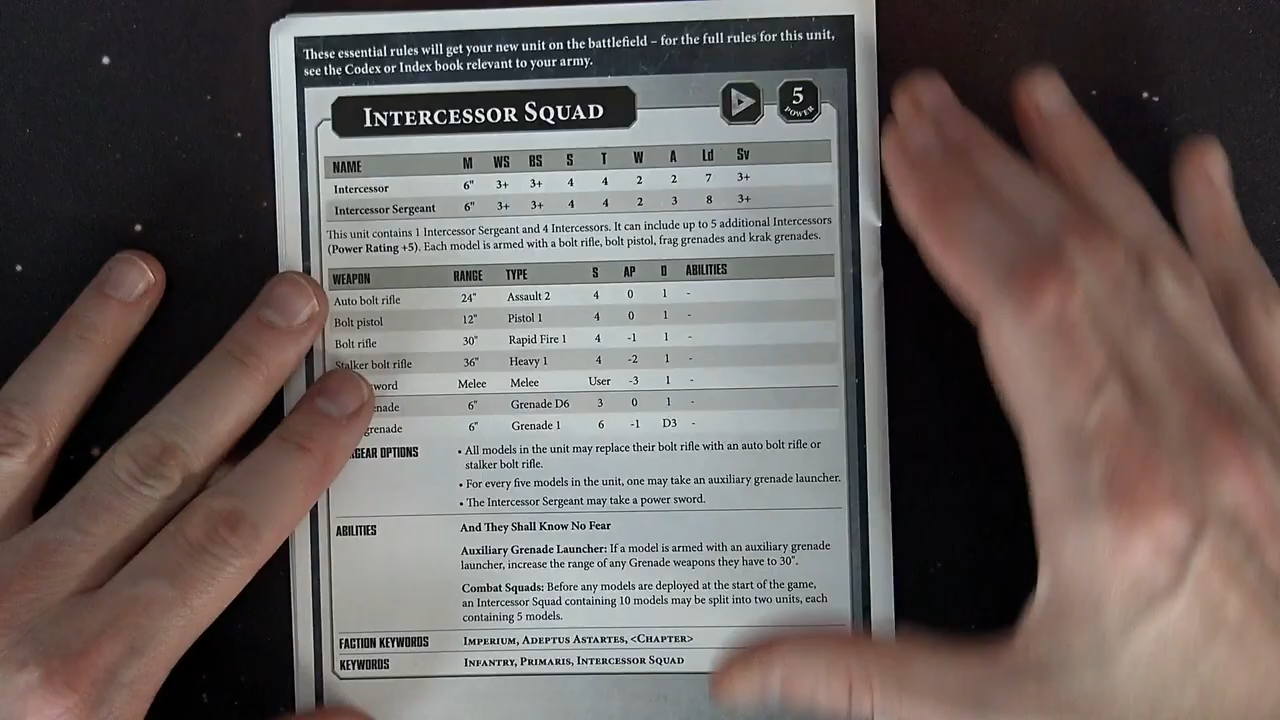 These essential rules will get your new unit on the battlefield – for the full rules for this unit,
see the Codex or Index book relevant to your army.
INTERCESSOR SQUAD
5
POWER
NAME M WS BS S T W A Ld Sv
Intercessor 6" 3+ 3+ 4 4 2 2 7 3+
Intercessor Sergeant 6" 3+ 3+ 4 4 2 3 8 3+
This unit contains 1 Intercessor Sergeant and 4 Intercessors. It can include up to 5 additional Intercessors
(Power Rating +5). Each model is armed with a bolt rifle, bolt pistol, frag grenades and krak grenades.
WEAPON RANGE TYPE S AP D ABILITIES
Auto bolt rifle 24" Assault 2 4 0 1 -
Bolt pistol 12" Pistol 1 4 0 1 -
Bolt rifle 30" Rapid Fire 1 4 -1 1 -
Stalker bolt rifle 36" Heavy 1 4 -2 1 -
Melee Melee User -3 1 -
6" Grenade D6 3 0 1 -
grenade 6" Grenade 1 6 -1 D3 -
OPTIONS
• All models in the unit may replace their bolt rifle with an auto bolt rifle or
stalker bolt rifle.
• For every five models in the unit, one may take an auxiliary grenade launcher.
• The Intercessor Sergeant may take a power sword.
ABILITIES
And They Shall Know No Fear
Auxiliary Grenade Launcher: If a model is armed with an auxiliary grenade
launcher, increase the range of any Grenade weapons they have to 30".
Combat Squads: Before any models are deployed at the start of the game,
an Intercessor Squad containing 10 models may be split into two units, each
containing 5 models.
FACTION KEYWORDS IMPERIUM, ADEPTUS ASTARTES, <CHAPTER>
KEYWORDS INFANTRY, PRIMARIS, INTERCESSOR SQUAD